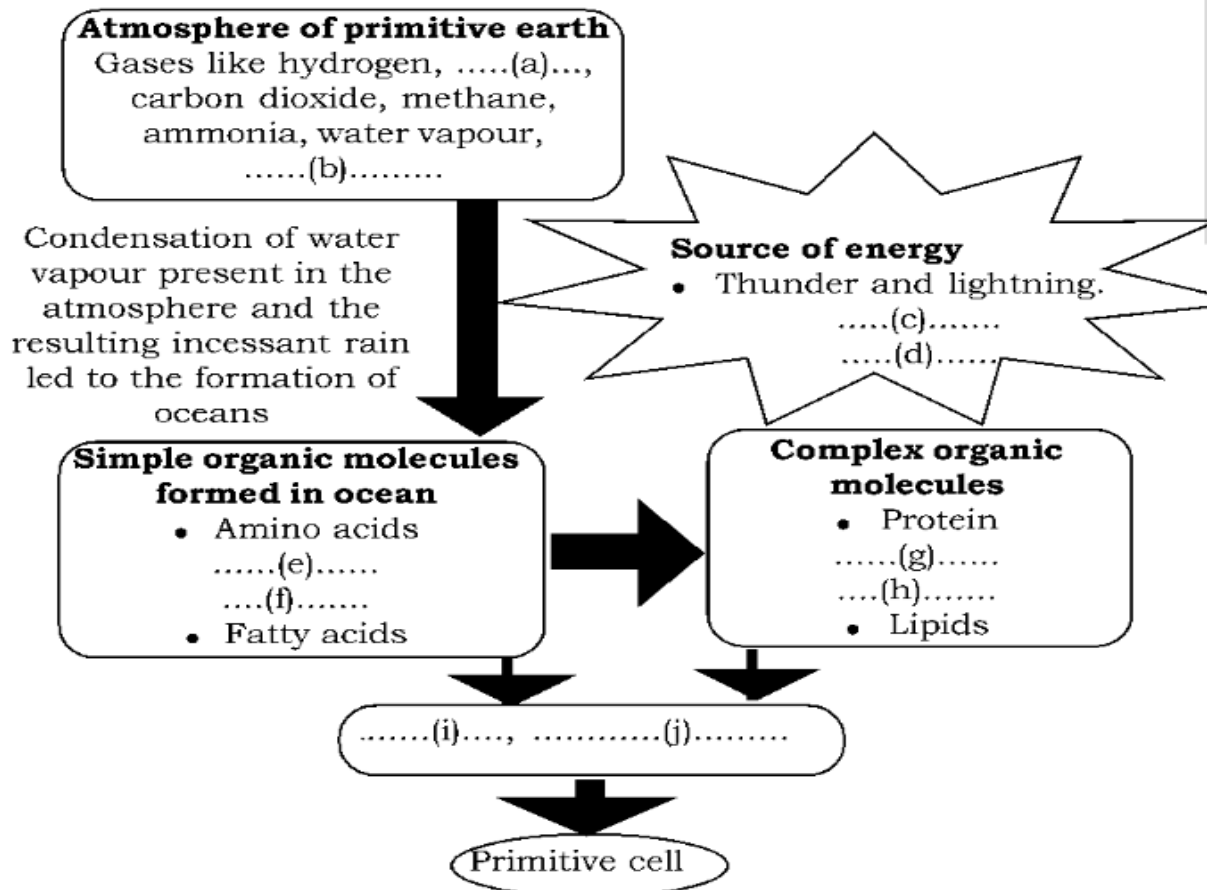 Atmosphere of primitive earth
Gases like hydrogen, .....(a)...,
carbon dioxide, methane,
ammonia, water vapour,
......(b).........
Condensation of water
vapour present in the
atmosphere and the
resulting incessant rain
led to the formation of
oceans
Source of energy
• Thunder and lightning.
.....(c).......
.....(d)......
Simple organic molecules
formed in ocean
• Amino acids
......(e)......
....(f).......
• Fatty acids
Complex organic
molecules
• Protein
......(g)......
....(h).......
• Lipids
.......(i)...., ............(j).........
Primitive cell